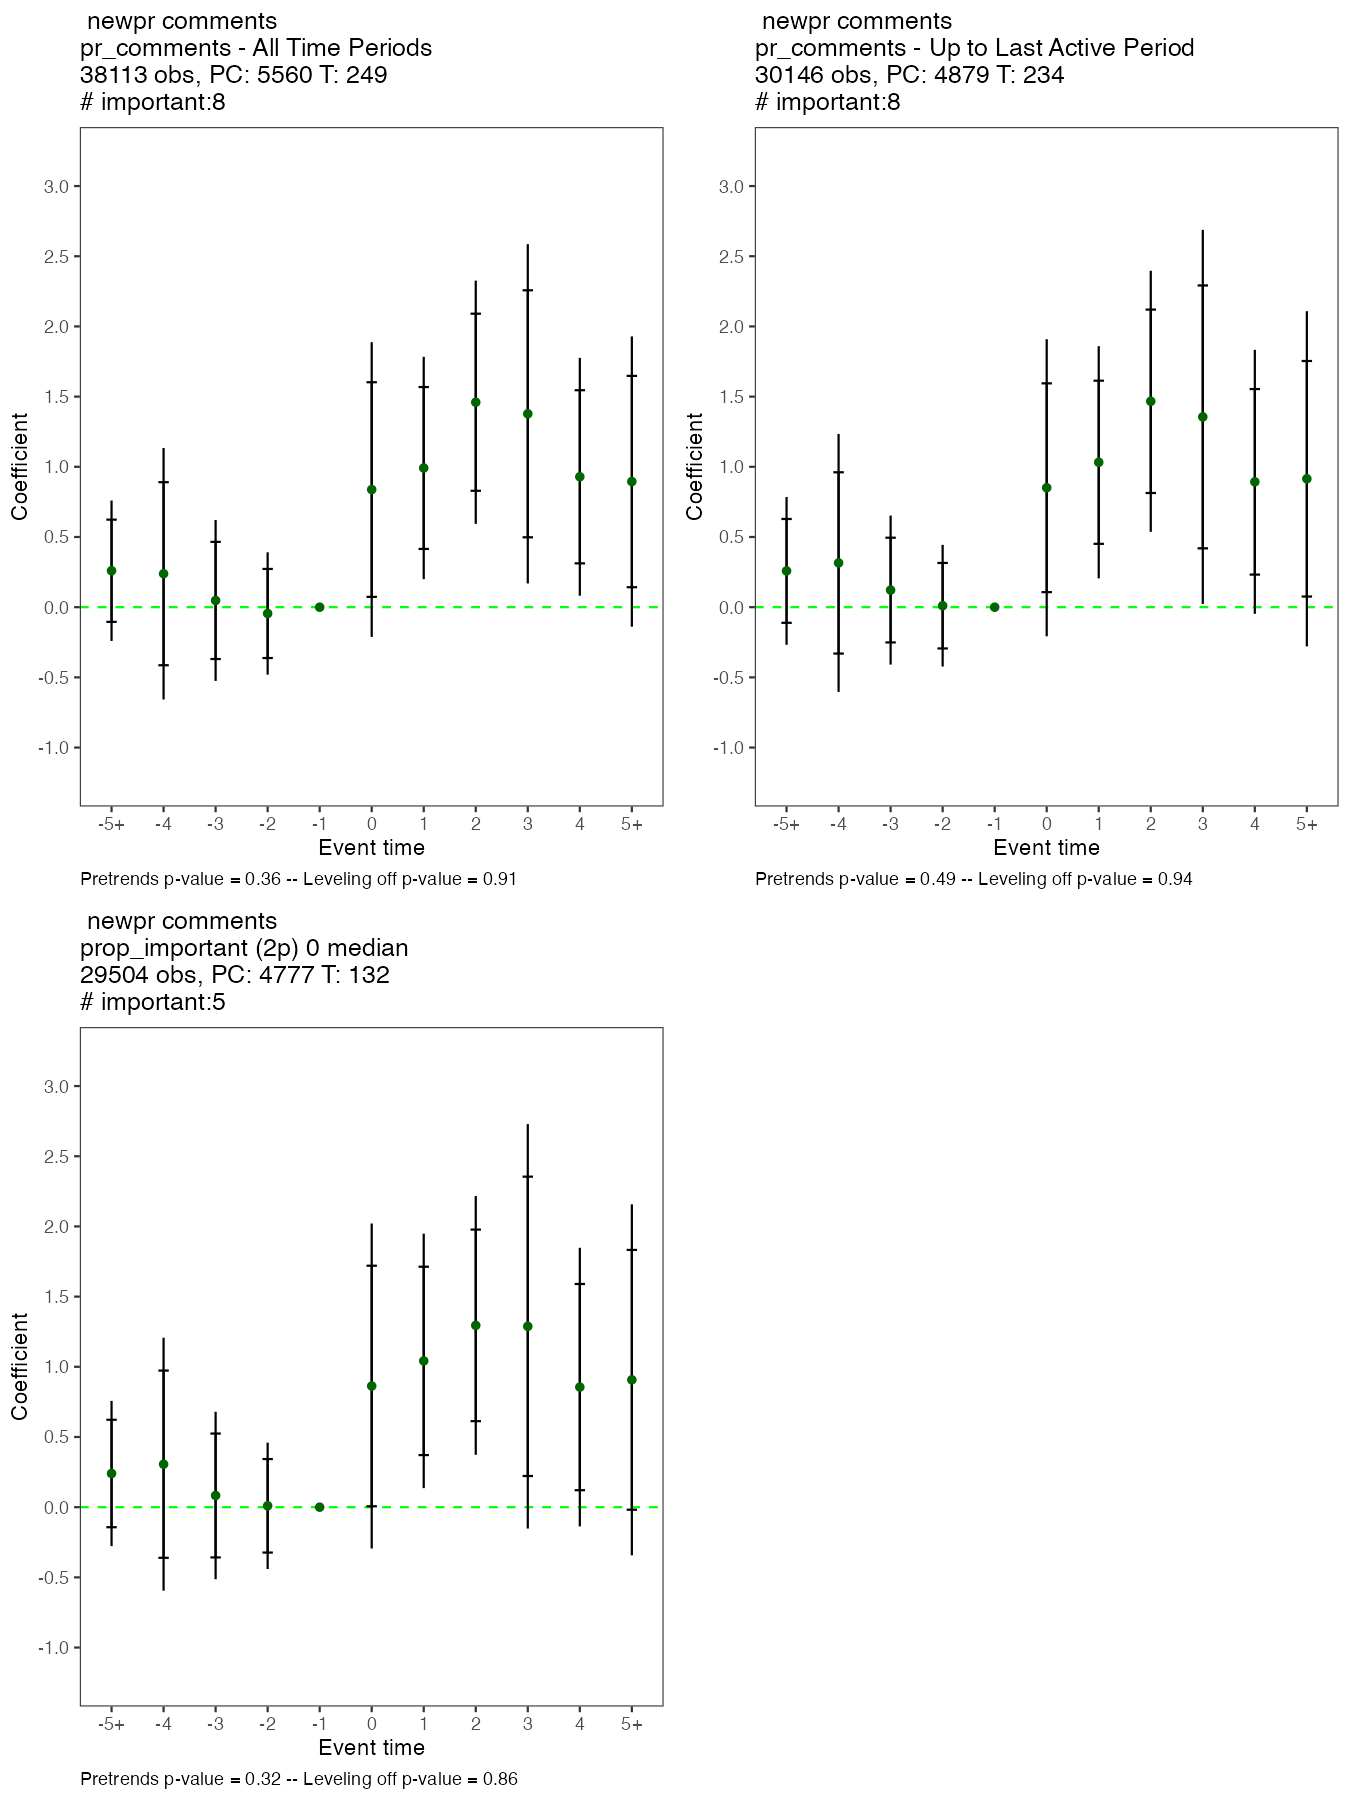 newpr comments
pr_comments - All Time Periods
38113 obs, PC: 5560 T: 249
# important:8
3.0
2.5
2.0
1.5
1.0
0.5
0.0
-0.5
-1.0
Coefficient
-5+ -4 -3 -2 -1 0 1 2 3 4 5+
Event time
Pretrends p-value = 0.36 -- Leveling off p-value = 0.91
newpr comments
pr_comments - Up to Last Active Period
30146 obs, PC: 4879 T: 234
# important:8
3.0
2.5
2.0
1.5
1.0
0.5
0.0
-0.5
-1.0
Coefficient
-5+ -4 -3 -2 -1 0 1 2 3 4 5+
Event time
Pretrends p-value = 0.49 -- Leveling off p-value = 0.94
newpr comments
prop_important (2p) 0 median
29504 obs, PC: 4777 T: 132
# important:5
3.0
2.5
2.0
1.5
1.0
0.5
0.0
-0.5
-1.0
Coefficient
-5+ -4 -3 -2 -1 0 1 2 3 4 5+
Event time
Pretrends p-value = 0.32 -- Leveling off p-value = 0.86